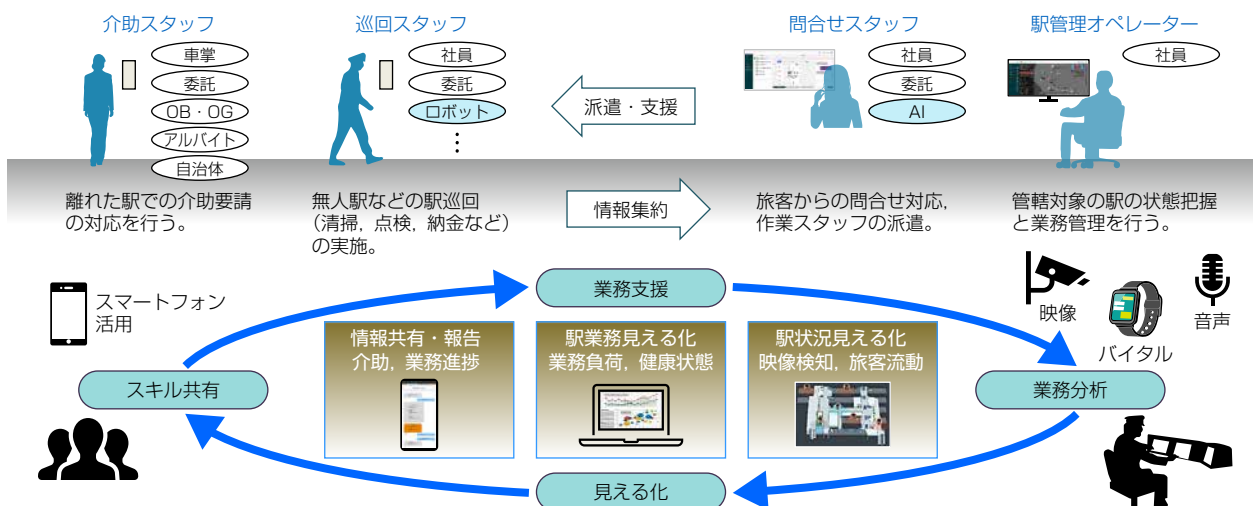 介助スタッフ
車掌
委託
OB・OG
アルバイト
自治体
離れた駅での介助要請
の対応を行う。
巡回スタッフ
社員
委託
ロボット
⋮
無人駅などの駅巡回
(清掃,点検,納金など)
の実施。
派遣・支援
情報集約
問合せスタッフ
社員
委託
AI
旅客からの問合せ対応,
作業スタッフの派遣。
駅管理オペレーター
社員
管轄対象の駅の状態把握
と業務管理を行う。
スマートフォン
活用
業務支援
映像
バイタル
音声
情報共有・報告
介助,業務進捗
駅業務見える化
業務負荷,健康状態
駅状況見える化
映像検知,旅客流動
スキル共有
業務分析
見える化